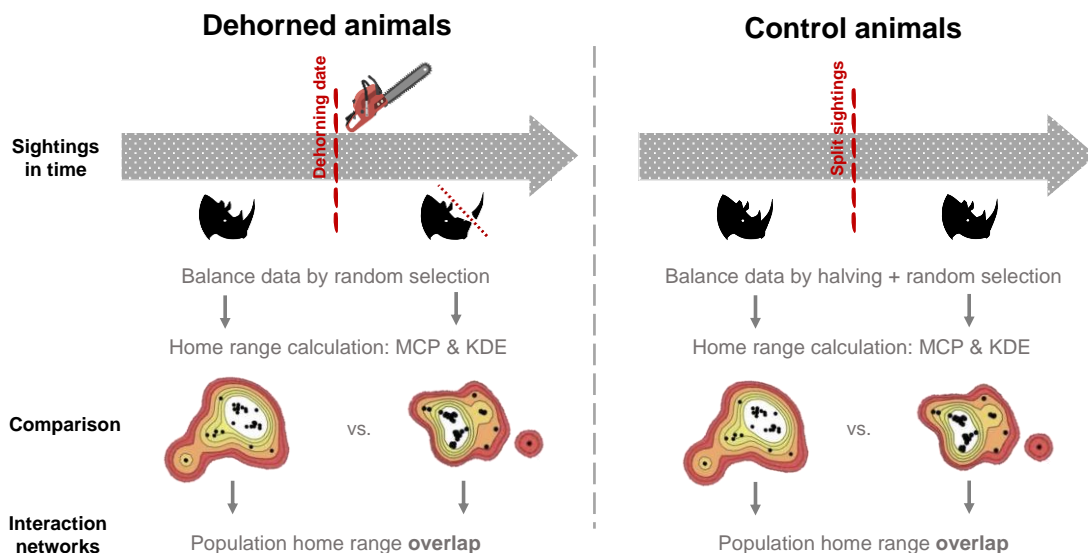 Dehorned animals
Control animals
Sightings
in time
Dehorning date
Split sightings
Balance data by random selection
Balance data by halving + random selection
Home range calculation: MCP & KDE
Home range calculation: MCP & KDE
Comparison
vs.
vs.
Interaction
networks
Population home range overlap
Population home range overlap